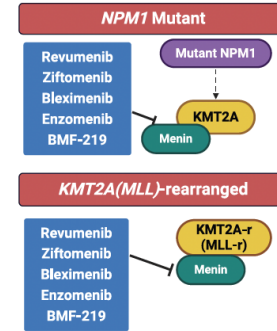 NPM1 Mutant
Revumenib
Ziftomenib
Bleximenib
Enzomenib
BMF-219
Mutant NPM1
KMT2A
Menin
KMT2A(MLL)-rearranged
Revumenib
Ziftomenib
Bleximenib
Enzomenib
BMF-219
KMT2A-r
(MLL-r)
Menin